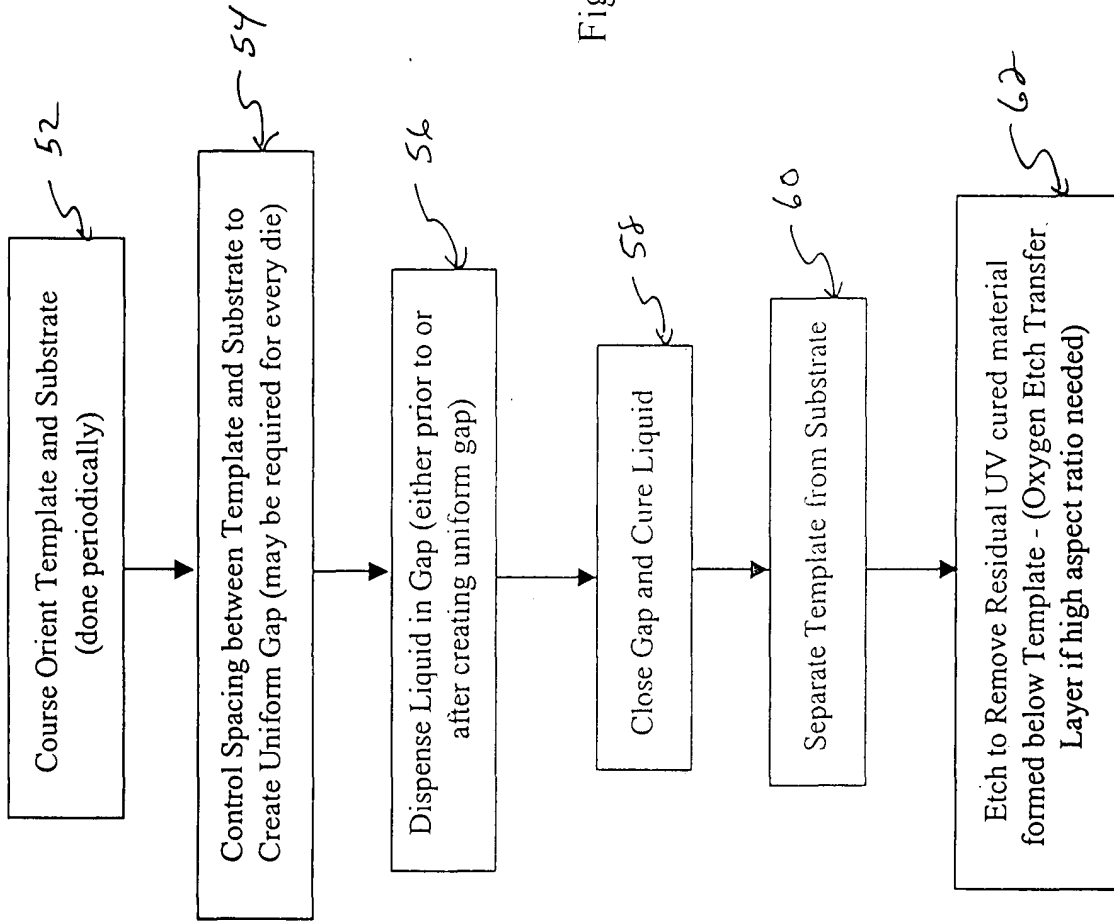 Course Orient Template and Substrate
(done periodically)
52
Control Spacing between Template and Substrate to
Create Uniform Gap (may be required for every die)
54
Dispense Liquid in Gap (either prior to or
after creating uniform gap)
56
Close Gap and Cure Liquid
58
Separate Template from Substrate
60
Etch to Remove Residual UV cured material
formed below Template - (Oxygen Etch Transfer
Layer if high aspect ratio needed)
62
Fig